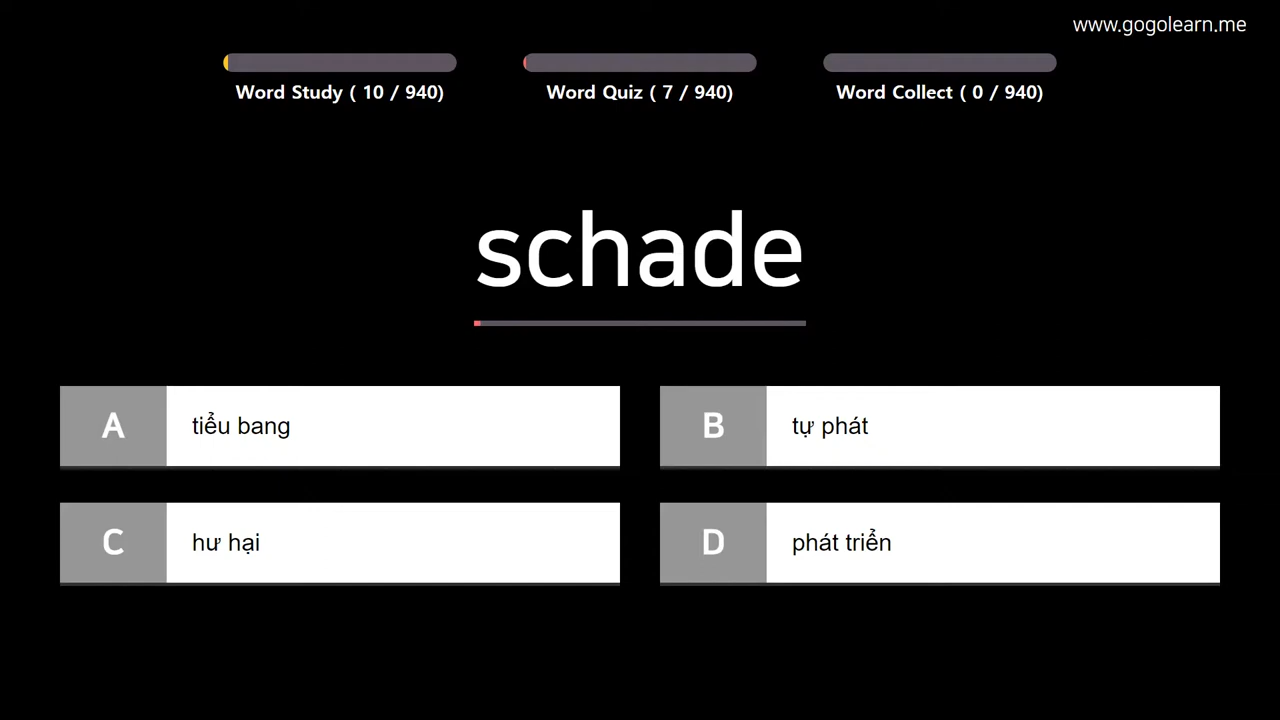 www.gogolearn.me
Word Study ( 10 / 940)
Word Quiz ( 7 / 940)
Word Collect ( 0 / 940)
schade
A tiểu bang
B tự phát
C hư hại
D phát triển